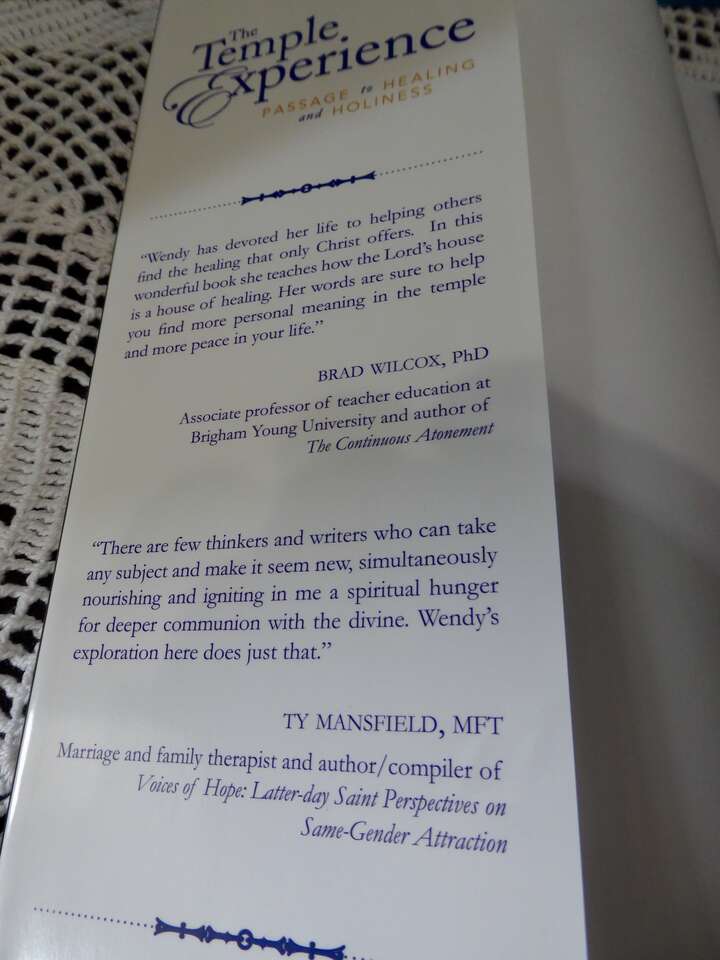 The
Temple
Experience
PASSAGE to HEALING
and HOLINESS
“Wendy has devoted her life to helping others
find the healing that only Christ offers. In this
wonderful book she teaches how the Lord’s house
is a house of healing. Her words are sure to help
you find more personal meaning in the temple
and more peace in your life.”
BRAD WILCOX, PhD
Associate professor of teacher education at
Brigham Young University and author of
The Continuous Atonement
“There are few thinkers and writers who can take
any subject and make it seem new, simultaneously
nourishing and igniting in me a spiritual hunger
for deeper communion with the divine. Wendy’s
exploration here does just that.”
TY MANSFIELD, MFT
Marriage and family therapist and author/compiler of
Voices of Hope: Latter-day Saint Perspectives on
Same-Gender Attraction